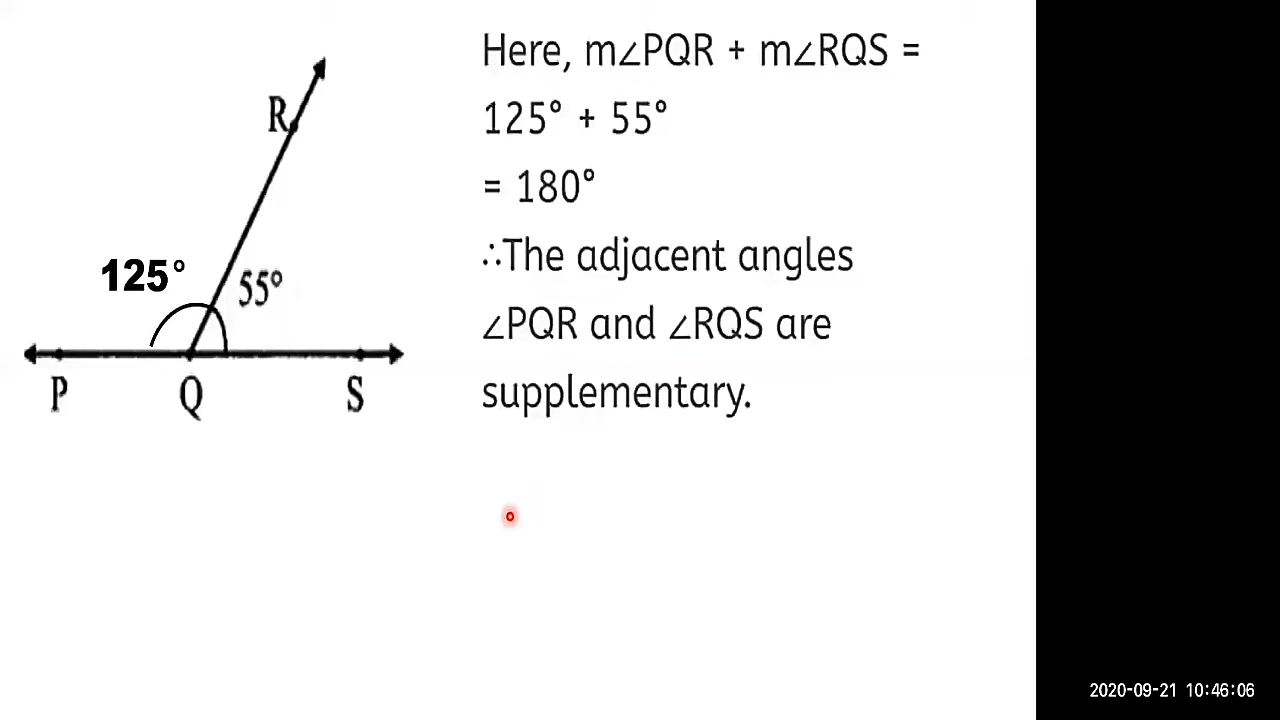 Here, m∠PQR + m∠RQS =
125° + 55°
= 180°
∴The adjacent angles
∠PQR and ∠RQS are
supplementary.
R
125°
55°
P
Q
S
2020-09-21 10:46:06